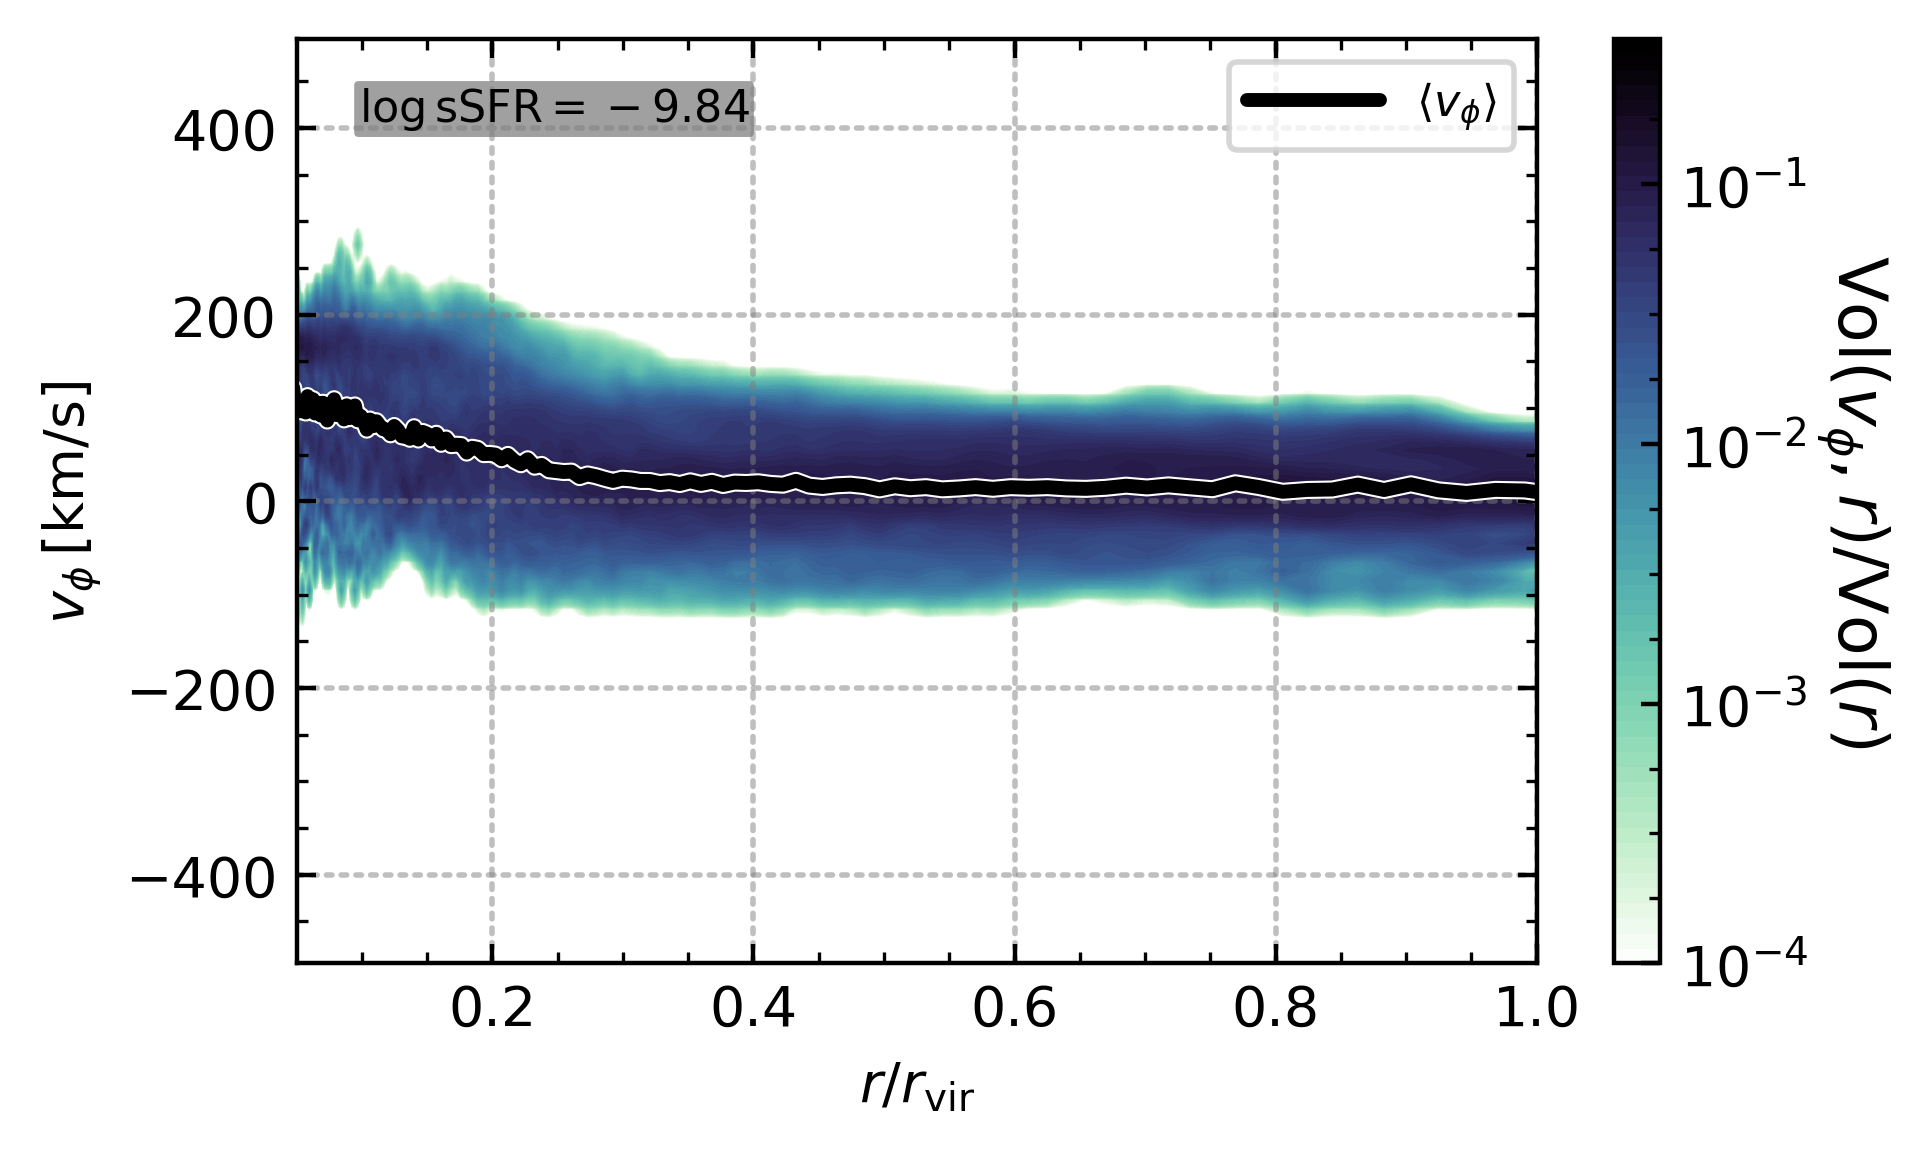 log sSFR = −9.84
⟨v_ϕ⟩
400
200
0
−200
−400
v_ϕ [km/s]
0.2 0.4 0.6 0.8 1.0
r/r_vir
10⁻¹
10⁻²
10⁻³
10⁻⁴
Vol(v_ϕ, r)/Vol(r)